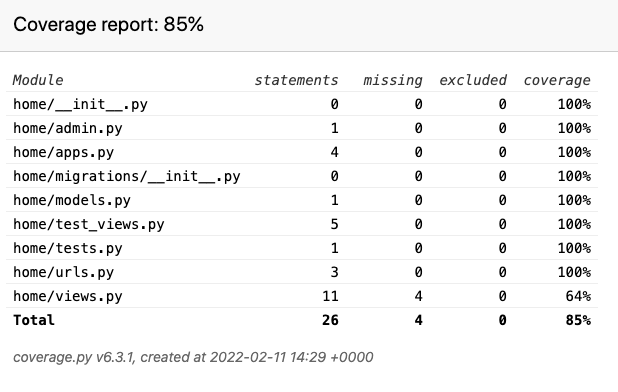 Coverage report: 85%
Module statements missing excluded coverage
home/__init__.py 0 0 0 100%
home/admin.py 1 0 0 100%
home/apps.py 4 0 0 100%
home/migrations/__init__.py 0 0 0 100%
home/models.py 1 0 0 100%
home/test_views.py 5 0 0 100%
home/tests.py 1 0 0 100%
home/urls.py 3 0 0 100%
home/views.py 11 4 0 64%
Total 26 4 0 85%
coverage.py v6.3.1, created at 2022-02-11 14:29 +0000